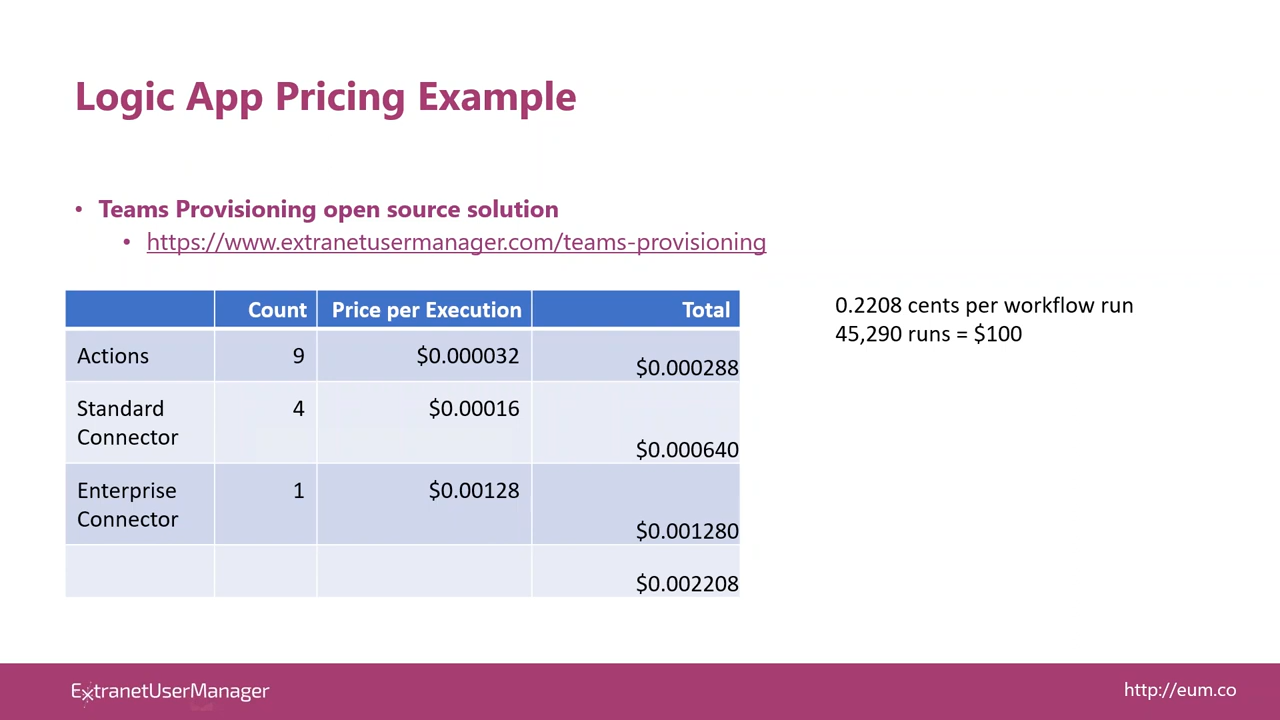 Logic App Pricing Example
• Teams Provisioning open source solution
• https://www.extranetusermanager.com/teams-provisioning
Count Price per Execution Total
Actions 9 $0.000032 $0.000288
Standard Connector 4 $0.00016 $0.000640
Enterprise Connector 1 $0.00128 $0.001280
$0.002208
0.2208 cents per workflow run
45,290 runs = $100
ExtranetUserManager
http://eum.co